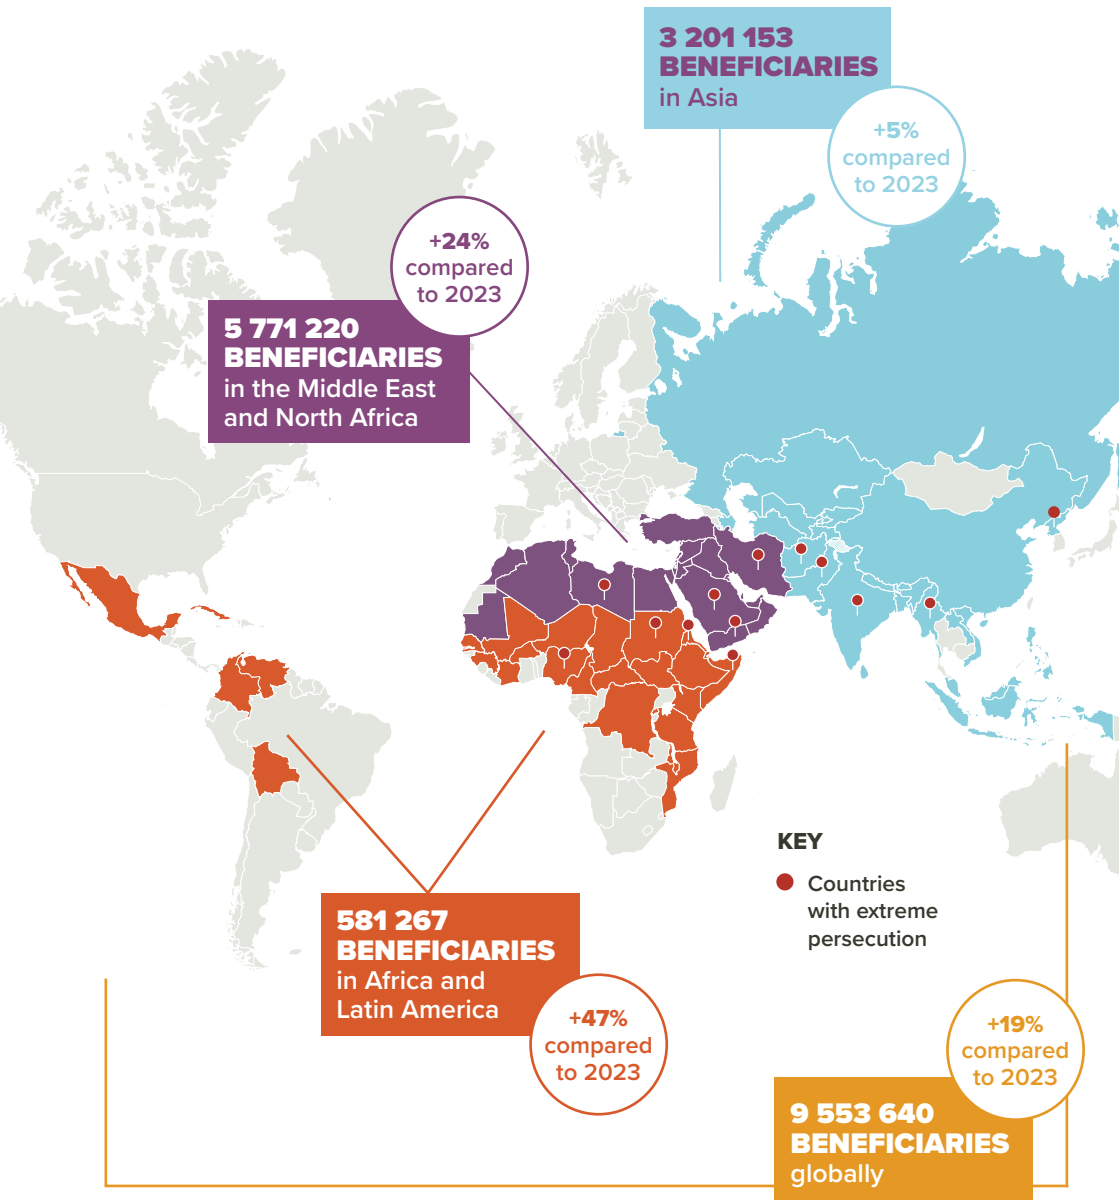 3 201 153
BENEFICIARIES
in Asia
+5%
compared
to 2023
+24%
compared
to 2023
5 771 220
BENEFICIARIES
in the Middle East
and North Africa
KEY
Countries
with extreme
persecution
581 267
BENEFICIARIES
in Africa and
Latin America
+47%
compared
to 2023
+19%
compared
to 2023
9 553 640
BENEFICIARIES
globally